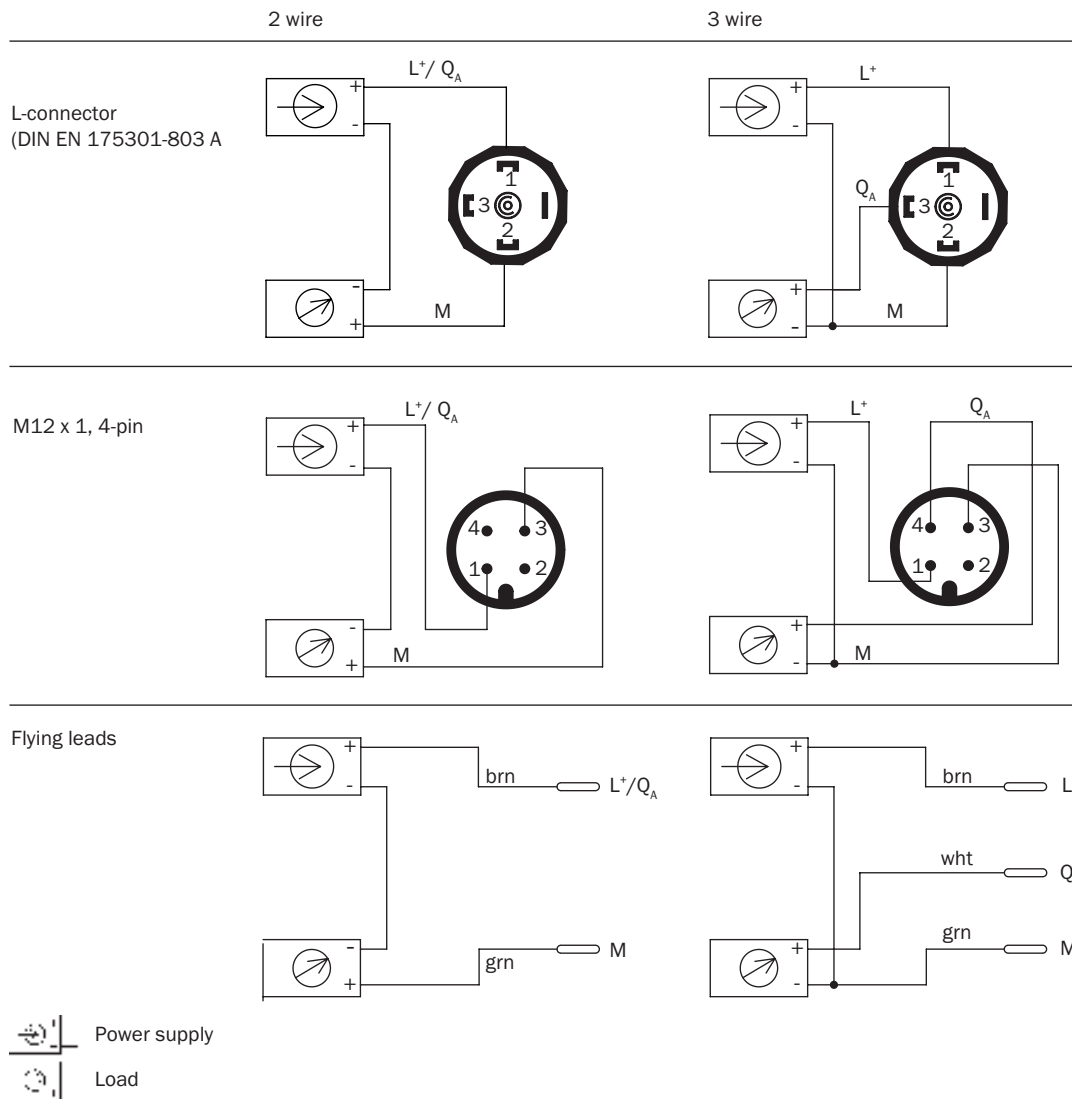 2 wire
3 wire
L-connector
(DIN EN 175301-803 A
L+/ QA
+
-
1
3
2
-
+
M
L+
+
-
QA
1
3
2
+
-
M
M12 x 1, 4-pin
L+/ QA
+
-
4 3
1 2
-
+
M
L+
QA
+
-
4 3
1 2
+
-
M
Flying leads
+
-
brn
L+/QA
-
+
grn
M
+
-
brn
L
wht
Q
+
-
grn
M
Power supply
Load